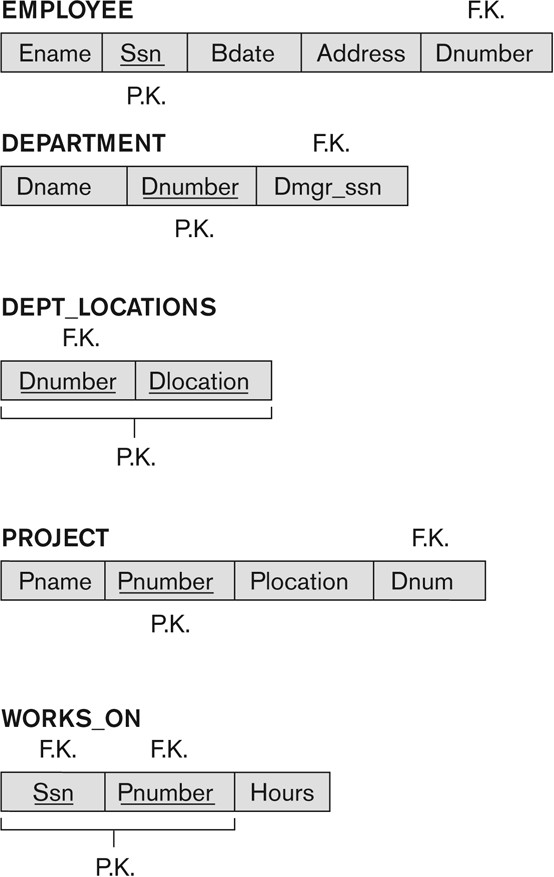 EMPLOYEE F.K.
Ename Ssn Bdate Address Dnumber
P.K.
DEPARTMENT F.K.
Dname Dnumber Dmgr_ssn
P.K.
DEPT_LOCATIONS
F.K.
Dnumber Dlocation
P.K.
PROJECT F.K.
Pname Pnumber Plocation Dnum
P.K.
WORKS_ON
F.K. F.K.
Ssn Pnumber Hours
P.K.